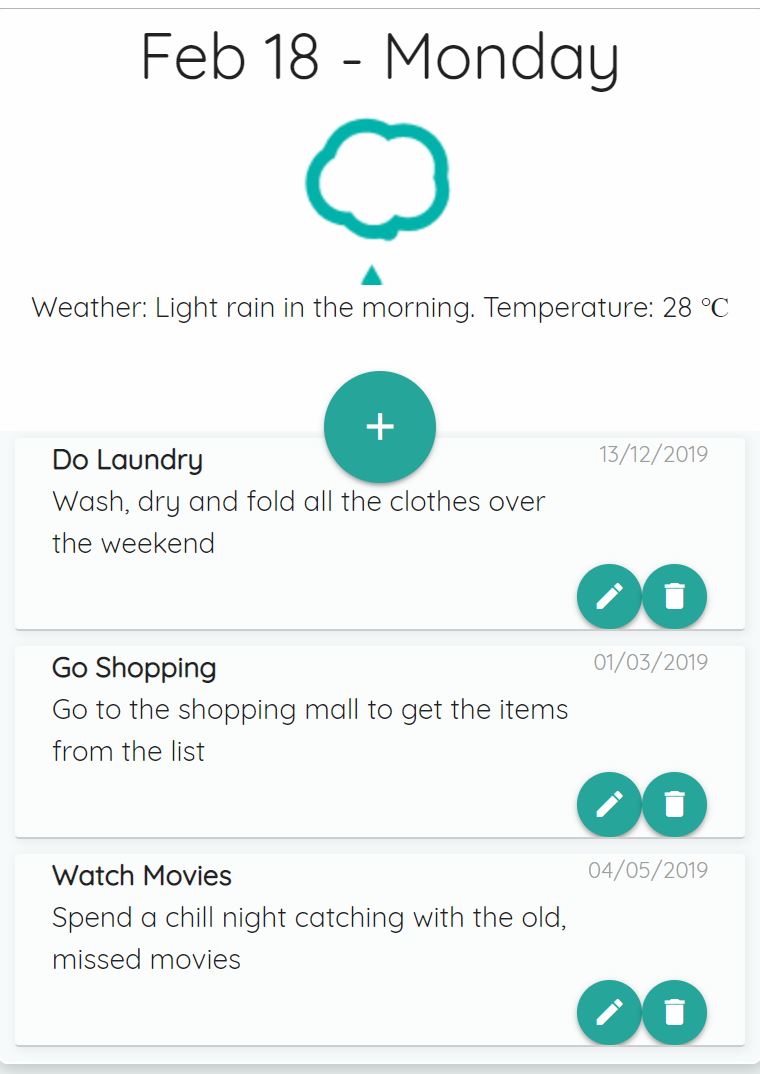 Feb 18 - Monday
Weather: Light rain in the morning. Temperature: 28 °C
+
Do Laundry
13/12/2019
Wash, dry and fold all the clothes over
the weekend
Go Shopping
01/03/2019
Go to the shopping mall to get the items
from the list
Watch Movies
04/05/2019
Spend a chill night catching with the old,
missed movies